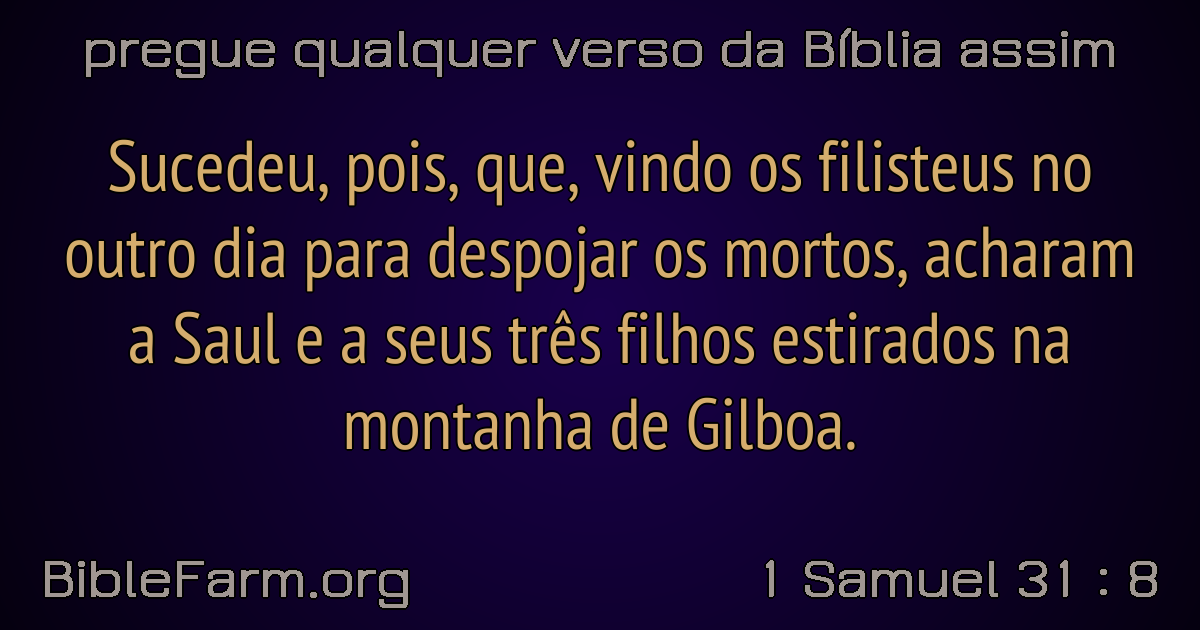 pregue qualquer verso da Bíblia assim
Sucedeu, pois, que, vindo os filisteus no
outro dia para despojar os mortos, acharam
a Saul e a seus três filhos estirados na
montanha de Gilboa.
BibleFarm.org
1 Samuel 31 : 8